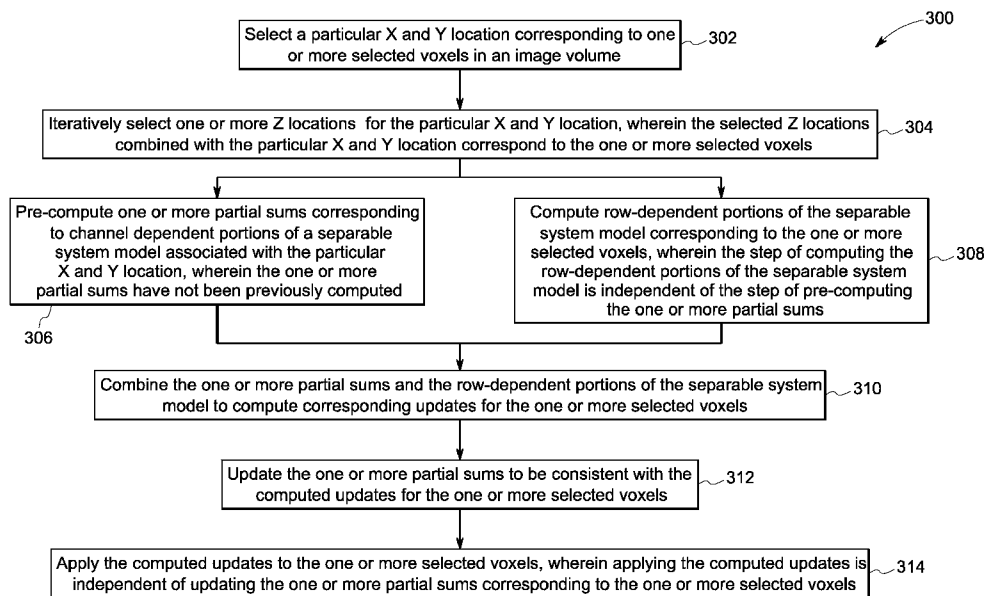 300
Select a particular X and Y location corresponding to one
or more selected voxels in an image volume
302
Iteratively select one or more Z locations for the particular X and Y location, wherein the selected Z locations
combined with the particular X and Y location correspond to the one or more selected voxels
304
Pre-compute one or more partial sums corresponding
to channel dependent portions of a separable
system model associated with the particular
X and Y location, wherein the one or more
partial sums have not been previously computed
306
Compute row-dependent portions of the separable
system model corresponding to the one or more
selected voxels, wherein the step of computing the
row-dependent portions of the separable system
model is independent of the step of pre-computing
the one or more partial sums
308
Combine the one or more partial sums and the row-dependent portions of the separable system
model to compute corresponding updates for the one or more selected voxels
310
Update the one or more partial sums to be consistent with the
computed updates for the one or more selected voxels
312
Apply the computed updates to the one or more selected voxels, wherein applying the computed updates is
independent of updating the one or more partial sums corresponding to the one or more selected voxels
314